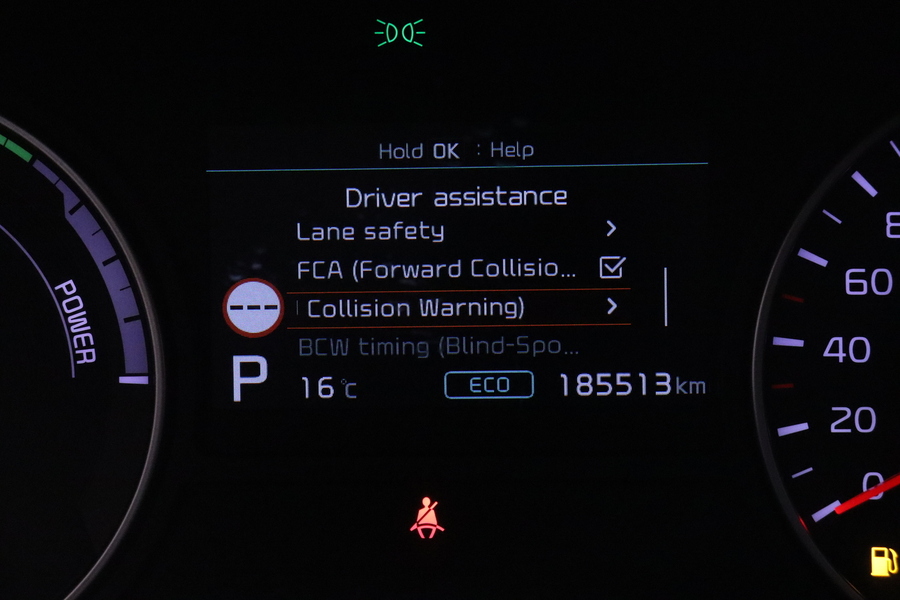 Hold OK : Help
Driver assistance
Lane safety
FCA (Forward Collisio...
Collision Warning)
BCW timing (Blind-Spo...
P
16°C
ECO
185513km
POWER
8
60
40
20
0